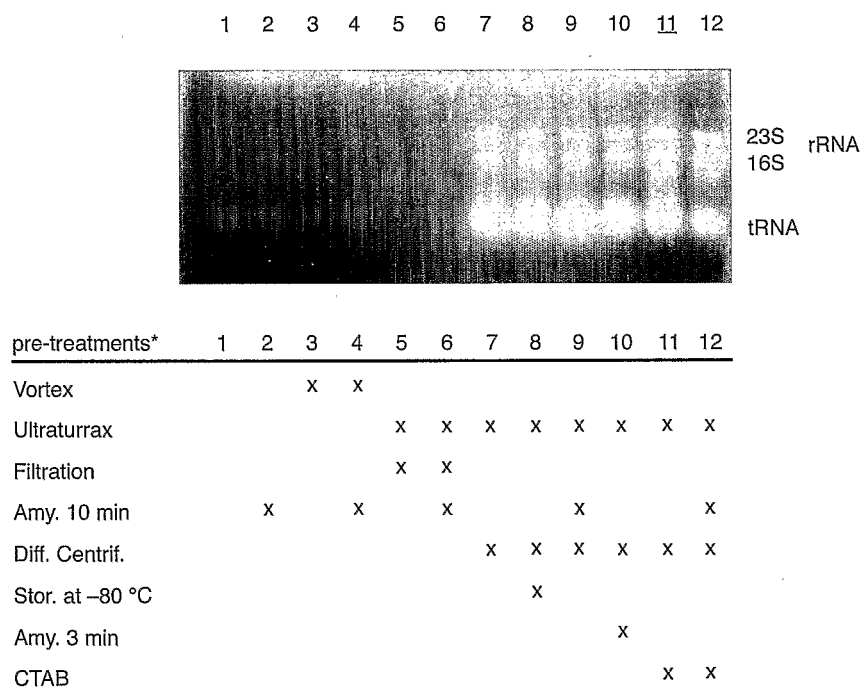 1 2 3 4 5 6 7 8 9 10 11 12
23S rRNA
16S
tRNA
pre-treatments* 1 2 3 4 5 6 7 8 9 10 11 12
Vortex x x
Ultraturrax x x x x x x x x
Filtration x x
Amy. 10 min x x x x x
Diff. Centrif. x x x x x x
Stor. at –80 °C x
Amy. 3 min x
CTAB x x